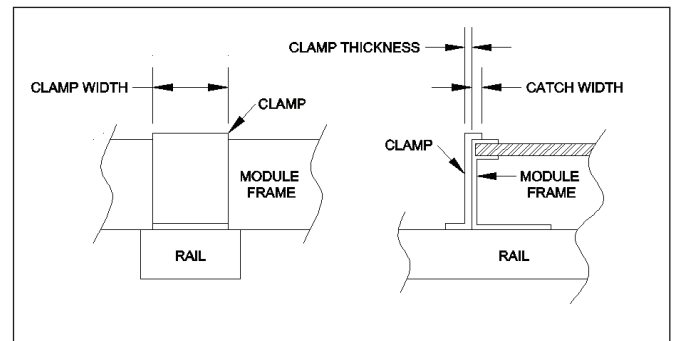 CLAMP WIDTH
CLAMP
MODULE
FRAME
RAIL
CLAMP THICKNESS
CATCH WIDTH
CLAMP
MODULE
FRAME
RAIL